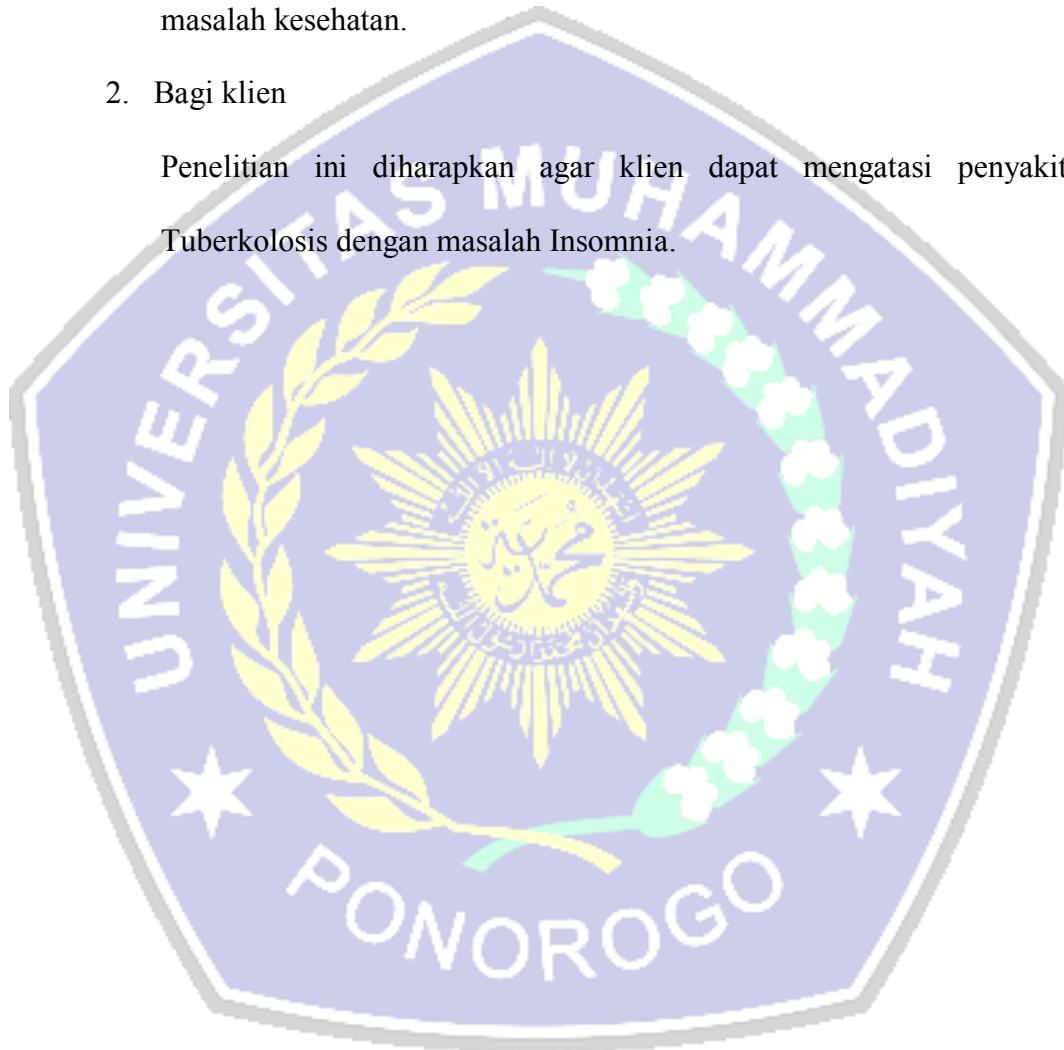 masalah kesehatan.
2. Bagi klien
Penelitian ini diharapkan agar klien dapat mengatasi penyakit
Tuberkolosis dengan masalah Insomnia.
UNIVERSITAS MUHAMMADIYAH
PONOROGO